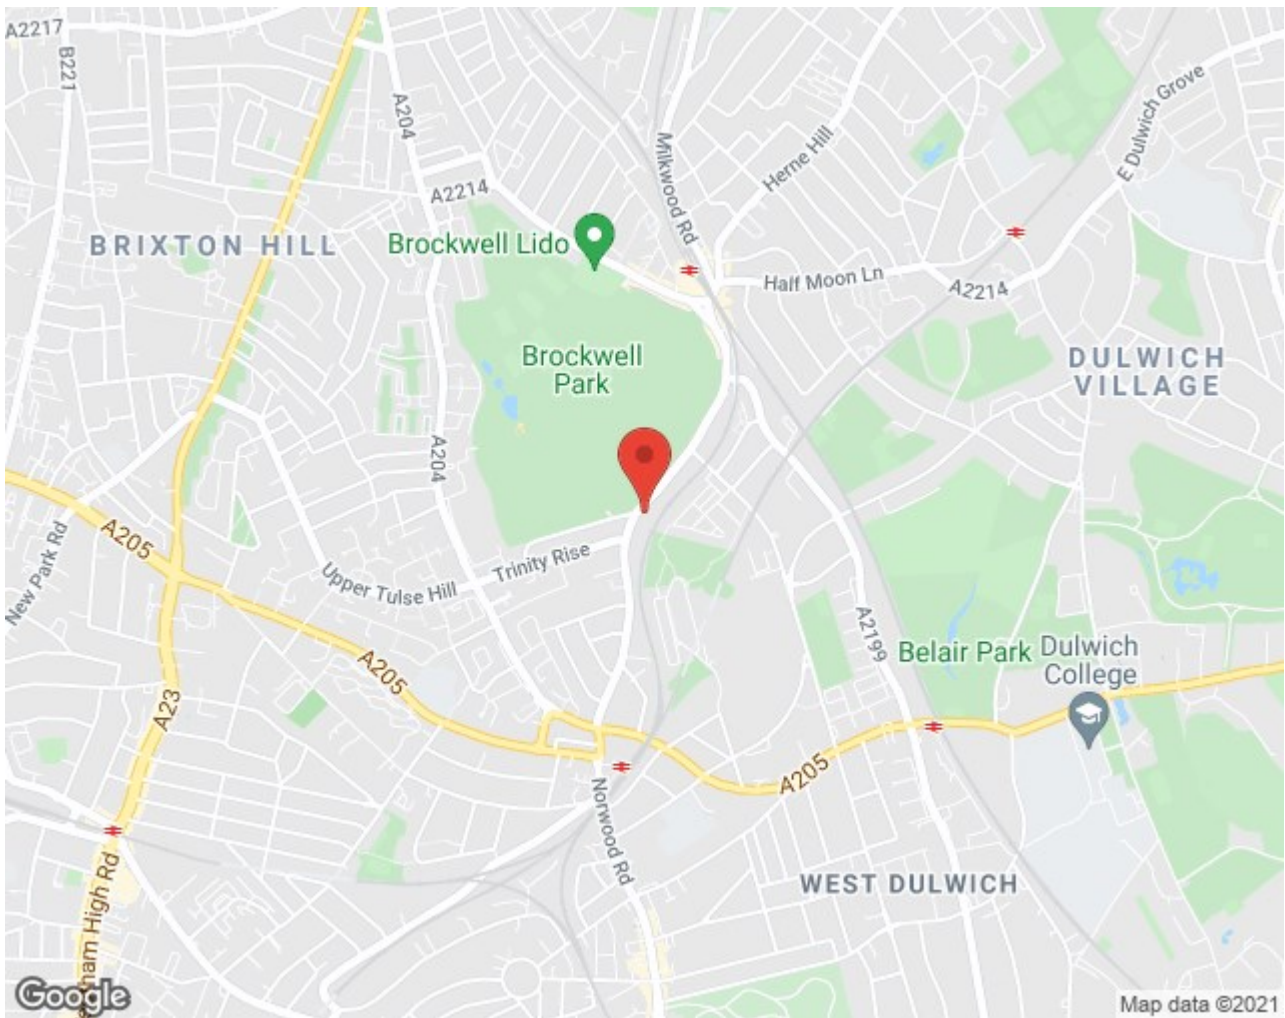 A2217
B221
A204
A2214
Milkwood Rd
Herne Hill
E Dulwich Grove
BRIXTON HILL
Brockwell Lido
Half Moon Ln
A2214
Brockwell
Park
DULWICH
VILLAGE
A204
A205
New Park Rd
Upper Tulse Hill
Trinity Rise
A205
A2199
Belair Park
Dulwich
College
A23
A205
Norwood Rd
WEST DULWICH
High Rd
Google
Map data ©2021